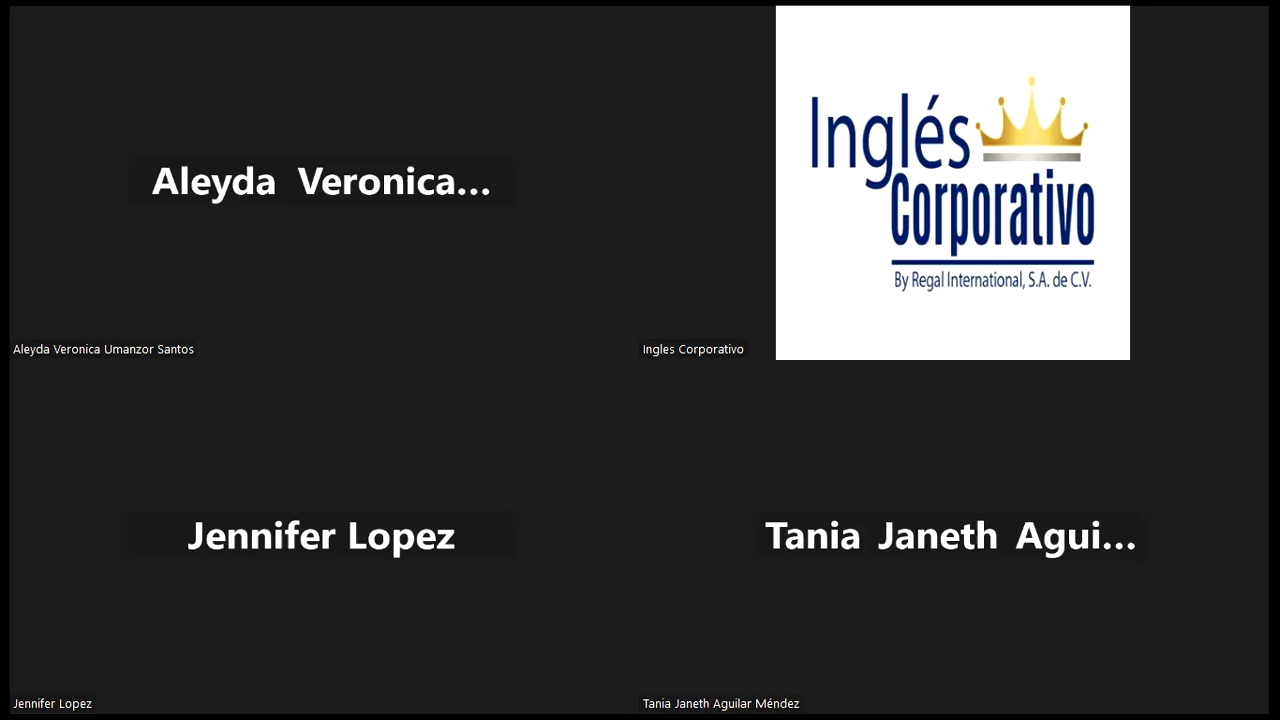 Aleyda Veronica...
Aleyda Veronica Umanzor Santos
Inglés
Corporativo
By Regal International, S.A. de C.V.
Ingles Corporativo
Jennifer Lopez
Jennifer Lopez
Tania Janeth Agui...
Tania Janeth Aguilar Méndez